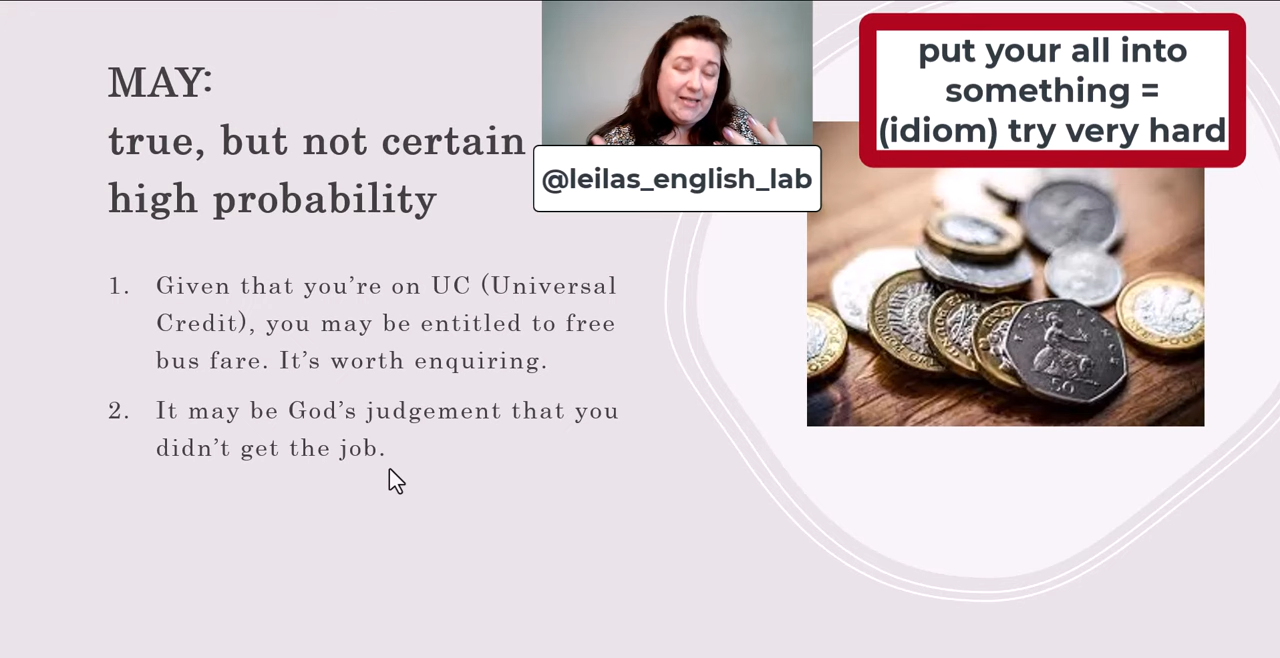 MAY:
true, but not certain
high probability
1. Given that you’re on UC (Universal
Credit), you may be entitled to free
bus fare. It’s worth enquiring.
2. It may be God’s judgement that you
didn’t get the job.
@leilas_english_lab
put your all into
something =
(idiom) try very hard
50